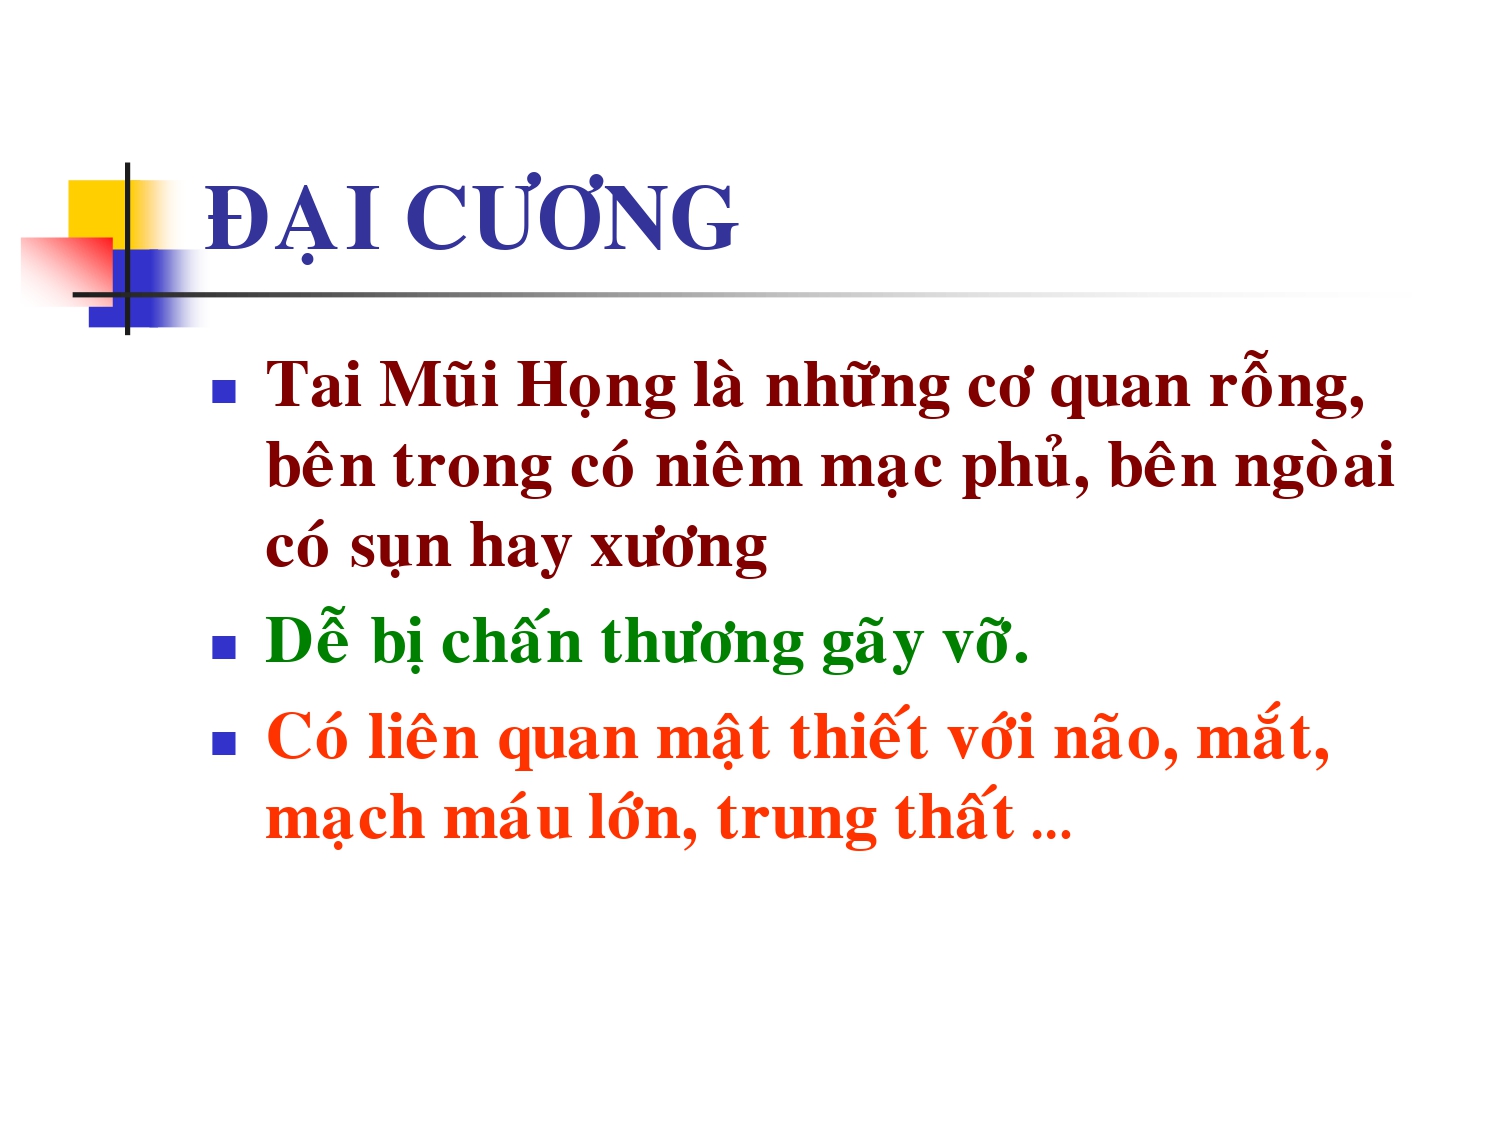 ĐẠI CƯƠNG
Tai Mũi Họng là những cơ quan rỗng,
bên trong có niêm mạc phủ, bên ngòai
có sụn hay xương
Dễ bị chấn thương gãy vỡ.
Có liên quan mật thiết với não, mắt,
mạch máu lớn, trung thất ...